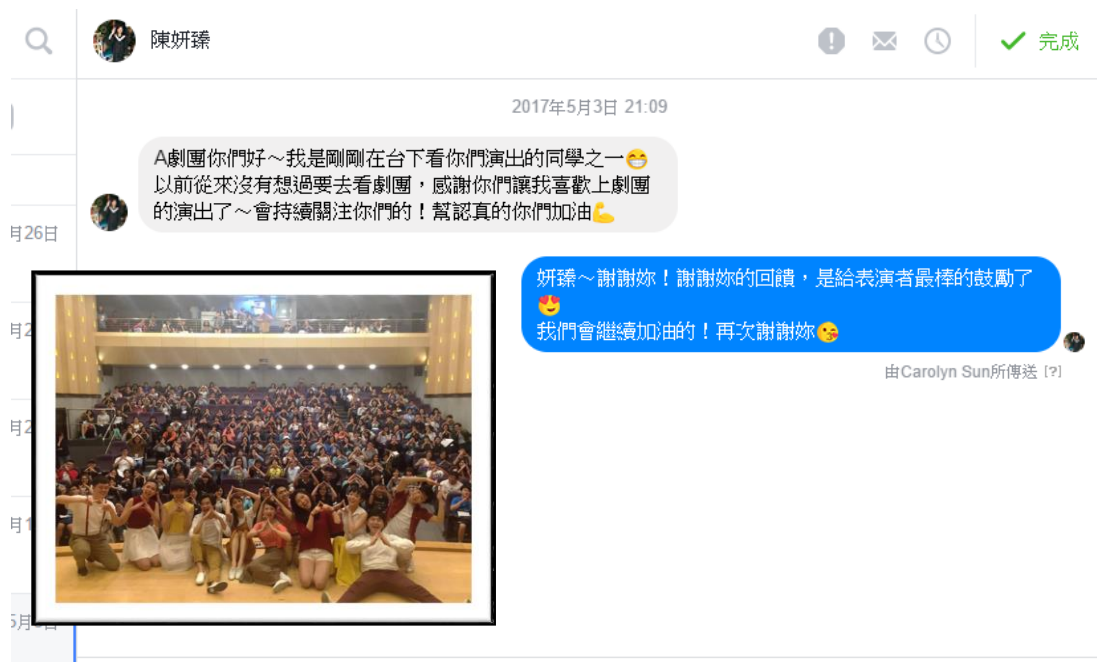 陳妍臻
完成
2017年5月3日 21:09
A劇團你們好～我是剛剛在台下看你們演出的同學之一😁
以前從來沒有想過要去看劇團，感謝你們讓我喜歡上劇團
的演出了～會持續關注你們的！幫認真的你們加油💪
月26日
妍臻～謝謝妳！謝謝妳的回饋，是給表演者最棒的鼓勵了
😍
我們會繼續加油的！再次謝謝妳😘
由Carolyn Sun所傳送 [?]